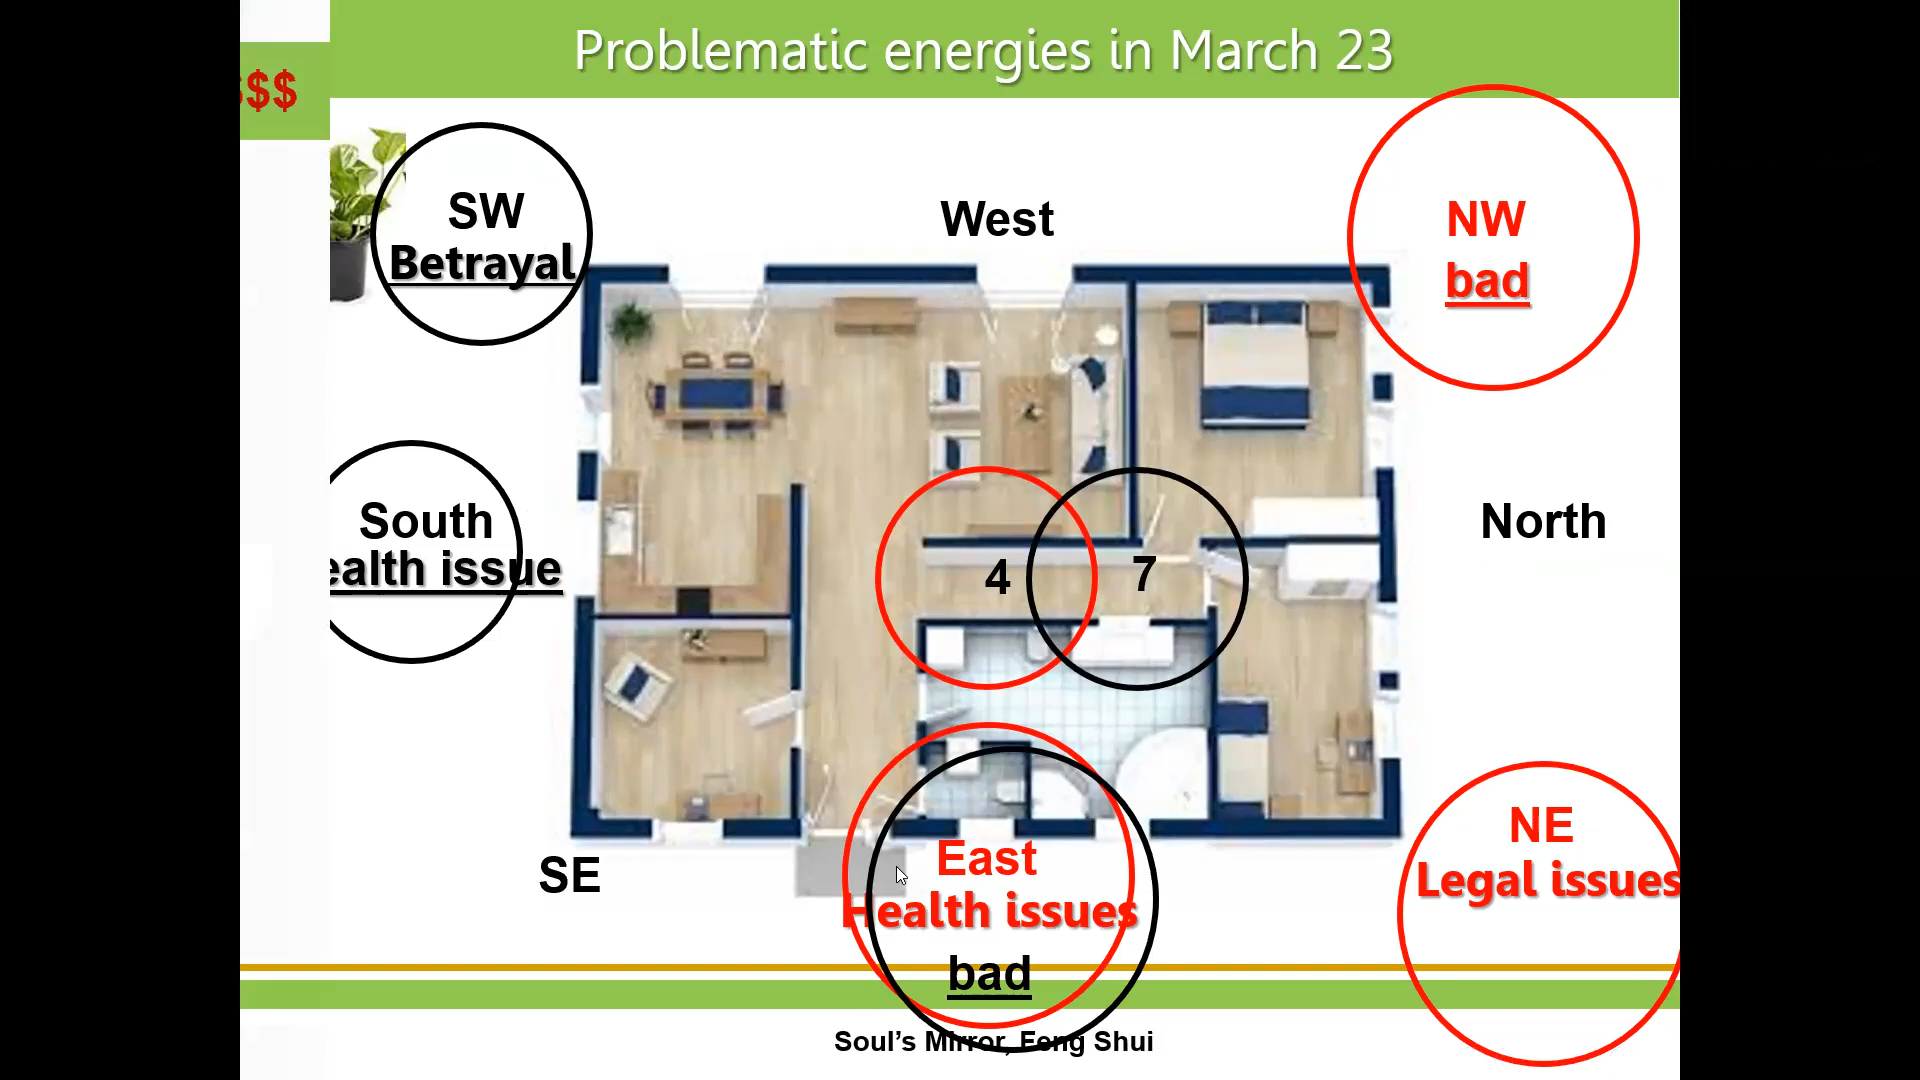 Problematic energies in March 23
$$
SW
Betrayal
West
NW
bad
South
ealth issue
North
4
7
SE
East
Health issues
bad
NE
Legal issues
Soul's Mirror, Feng Shui